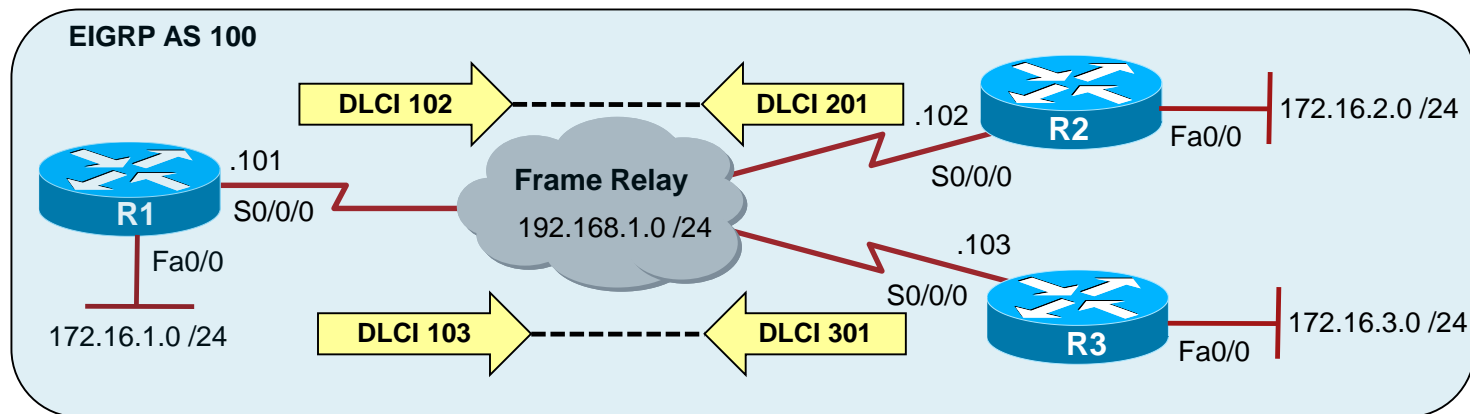 EIGRP AS 100
DLCI 102
DLCI 201
.102
R2
172.16.2.0 /24
Fa0/0
S0/0/0
.101
R1
S0/0/0
Frame Relay
192.168.1.0 /24
Fa0/0
172.16.1.0 /24
.103
S0/0/0
DLCI 103
DLCI 301
R3
172.16.3.0 /24
Fa0/0